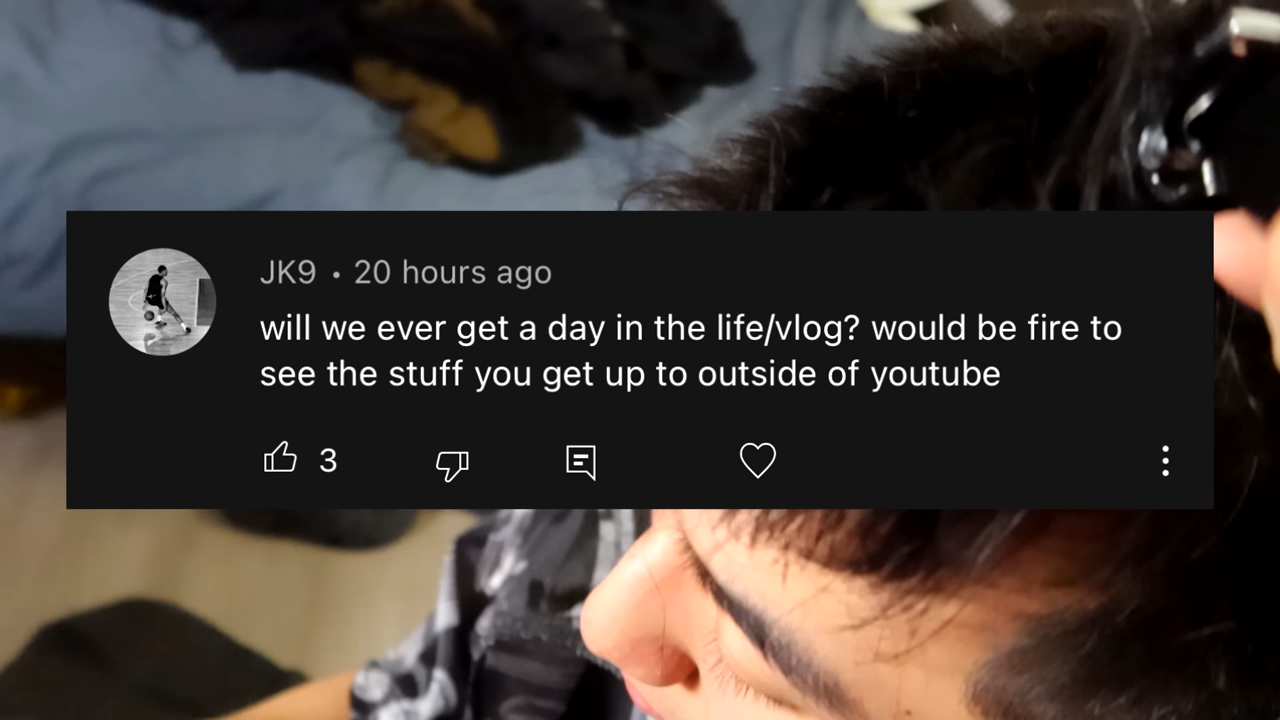 JK9 • 20 hours ago
will we ever get a day in the life/vlog? would be fire to
see the stuff you get up to outside of youtube
3